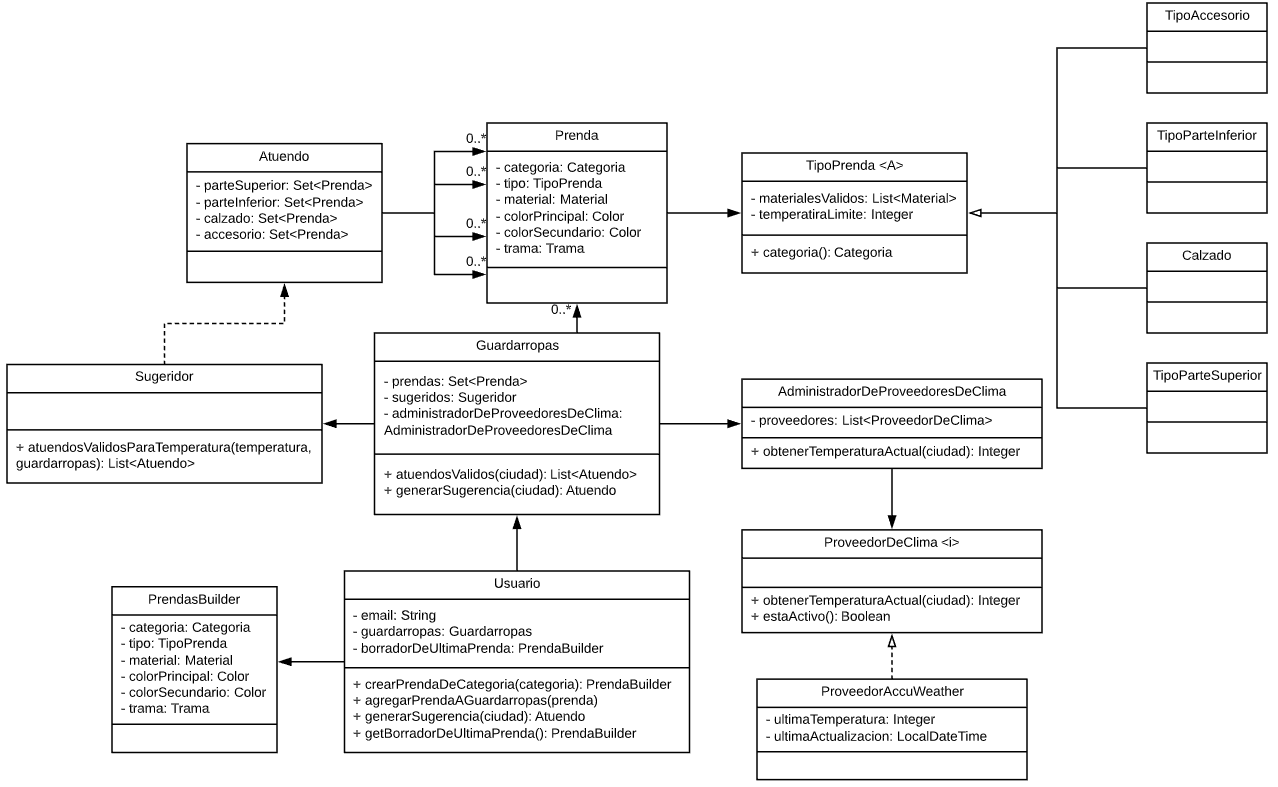 TipoAccesorio
TipoParteInferior
Calzado
TipoParteSuperior
Atuendo
- parteSuperior: Set<Prenda>
- parteInferior: Set<Prenda>
- calzado: Set<Prenda>
- accesorio: Set<Prenda>
0..*
0..*
0..*
0..*
Prenda
- categoria: Categoria
- tipo: TipoPrenda
- material: Material
- colorPrincipal: Color
- colorSecundario: Color
- trama: Trama
0..*
TipoPrenda <A>
- materialesValidos: List<Material>
- temperatiraLimite: Integer
+ categoria(): Categoria
Sugeridor
+ atuendosValidosParaTemperatura(temperatura,
guardarropas): List<Atuendo>
Guardarropas
- prendas: Set<Prenda>
- sugeridos: Sugeridor
- administradorDeProveedoresDeClima:
AdministradorDeProveedoresDeClima
+ atuendosValidos(ciudad): List<Atuendo>
+ generarSugerencia(ciudad): Atuendo
AdministradorDeProveedoresDeClima
- proveedores: List<ProveedorDeClima>
+ obtenerTemperaturaActual(ciudad): Integer
ProveedorDeClima <i>
+ obtenerTemperaturaActual(ciudad): Integer
+ estaActivo(): Boolean
PrendasBuilder
- categoria: Categoria
- tipo: TipoPrenda
- material: Material
- colorPrincipal: Color
- colorSecundario: Color
- trama: Trama
Usuario
- email: String
- guardarropas: Guardarropas
- borradorDeUltimaPrenda: PrendaBuilder
+ crearPrendaDeCategoria(categoria): PrendaBuilder
+ agregarPrendaAGuardarropas(prenda)
+ generarSugerencia(ciudad): Atuendo
+ getBorradorDeUltimaPrenda(): PrendaBuilder
ProveedorAccuWeather
- ultimaTemperatura: Integer
- ultimaActualizacion: LocalDateTime